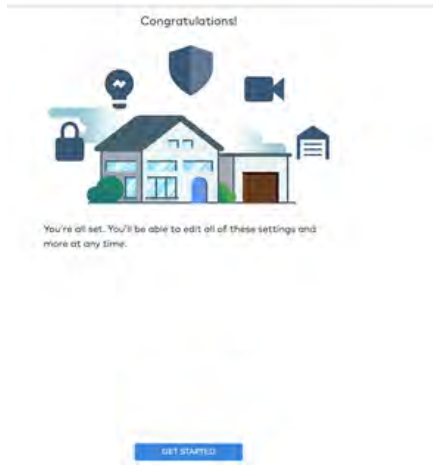 Congratulations!
You're all set. You'll be able to edit all of these settings and
more at any time.
GET STARTED